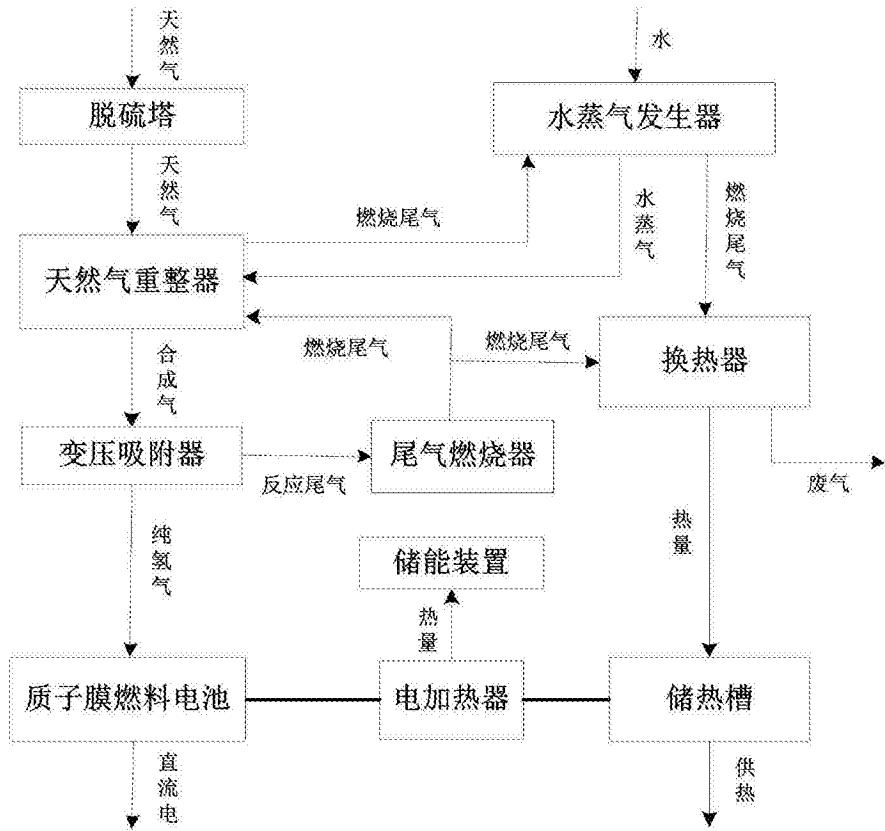 天然气
水
脱硫塔
水蒸气发生器
天然气
燃烧尾气
水蒸气
燃烧尾气
天然气重整器
燃烧尾气
燃烧尾气
换热器
合成气
变压吸附器
反应尾气
尾气燃烧器
废气
纯氢气
储能装置
热量
热量
质子膜燃料电池
电加热器
储热槽
直流电
供热